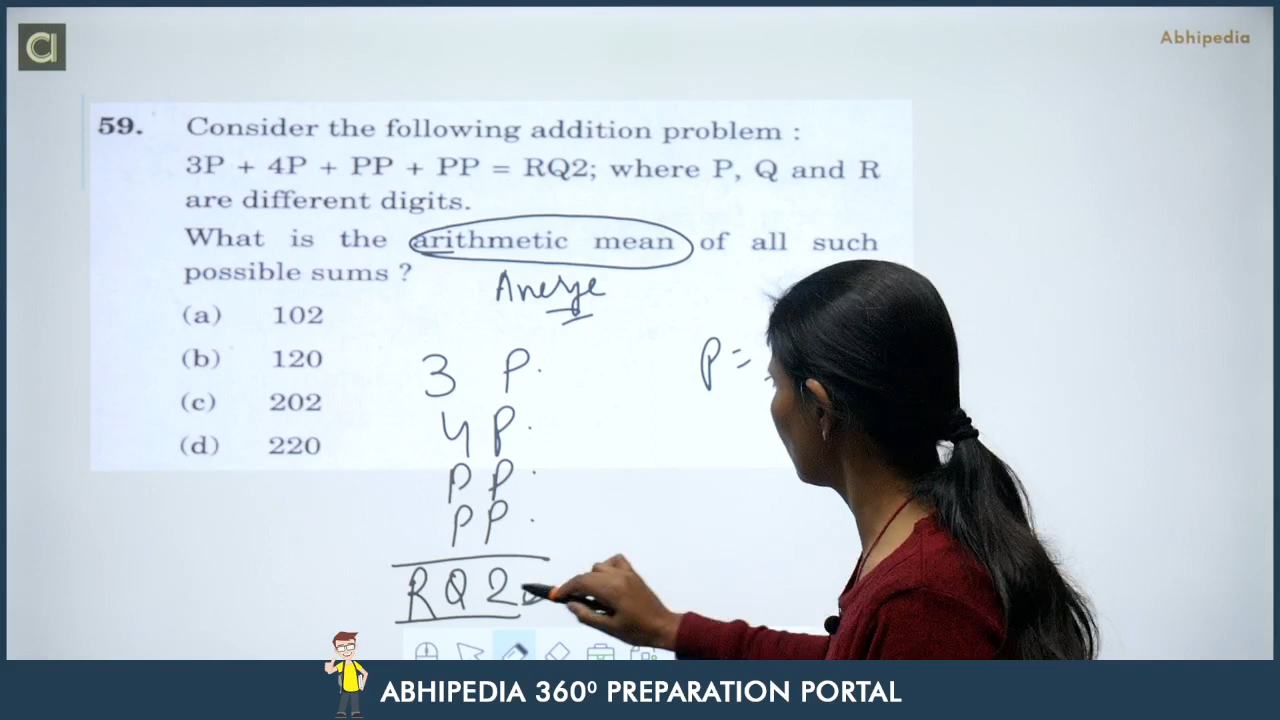 Abhipedia
59. Consider the following addition problem :
3P + 4P + PP + PP = RQ2; where P, Q and R
are different digits.
What is the arithmetic mean of all such
possible sums ?
(a) 102
(b) 120
(c) 202
(d) 220
3 P
4 P
P P
P P
R Q 2
P =
ABHIPEDIA 360⁰ PREPARATION PORTAL